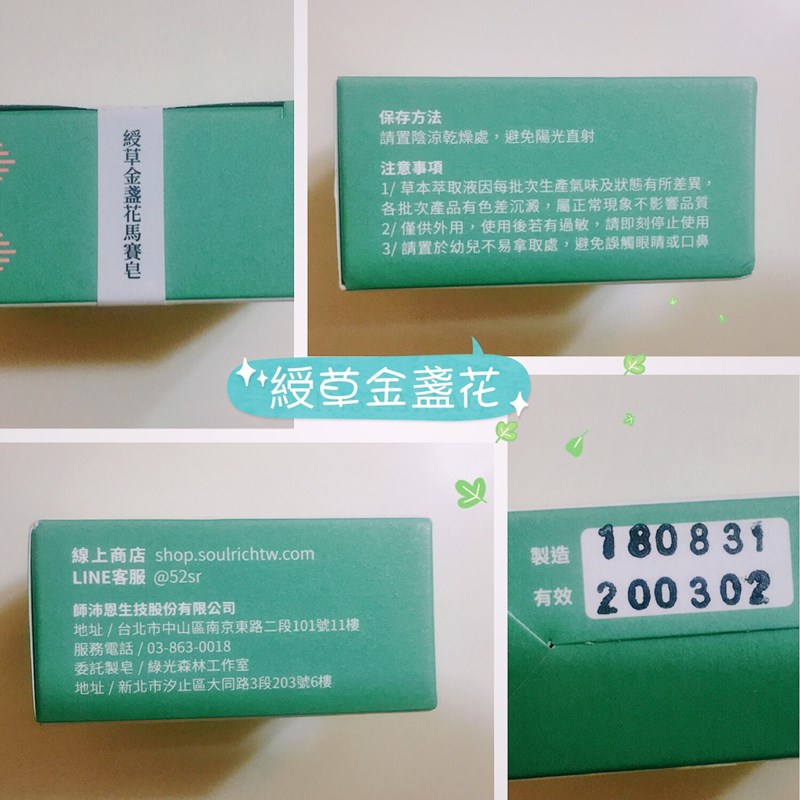 綬草金盞花馬賽皂
保存方法
請置陰涼乾燥處，避免陽光直射
注意事項
1/ 草本萃取液因每批次生產氣味及狀態有所差異，
各批次產品有色差沉澱，屬正常現象不影響品質
2/ 僅供外用，使用後若有過敏，請即刻停止使用
3/ 請置於幼兒不易拿取處，避免誤觸眼睛或口鼻
綬草金盞花
線上商店 shop.soulrichtw.com
LINE客服 @52sr
師沛恩生技股份有限公司
地址 / 台北市中山區南京東路二段101號11樓
服務電話 / 03-863-0018
委託製皂 / 綠光森林工作室
地址 / 新北市汐止區大同路3段203號6樓
製造 180831
有效 200302